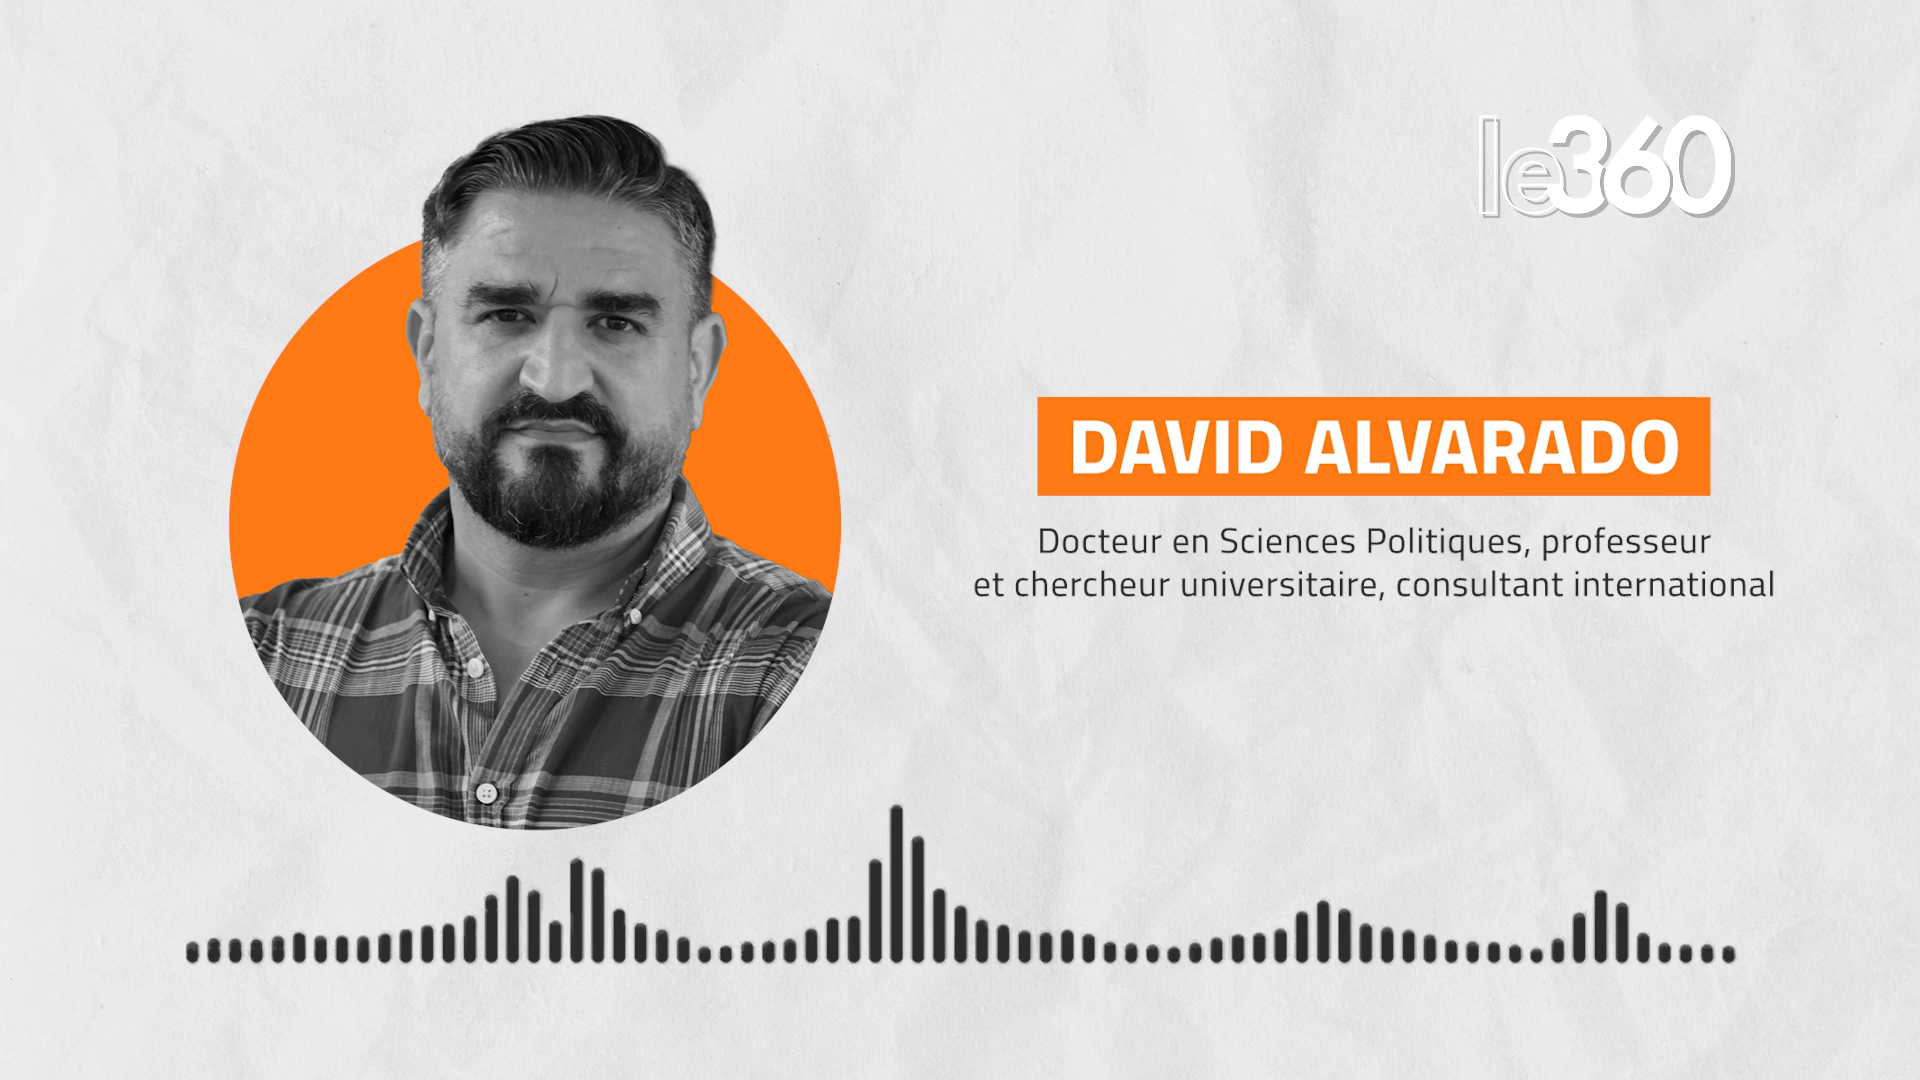 le360
DAVID ALVARADO
Docteur en Sciences Politiques, professeur
et chercheur universitaire, consultant international